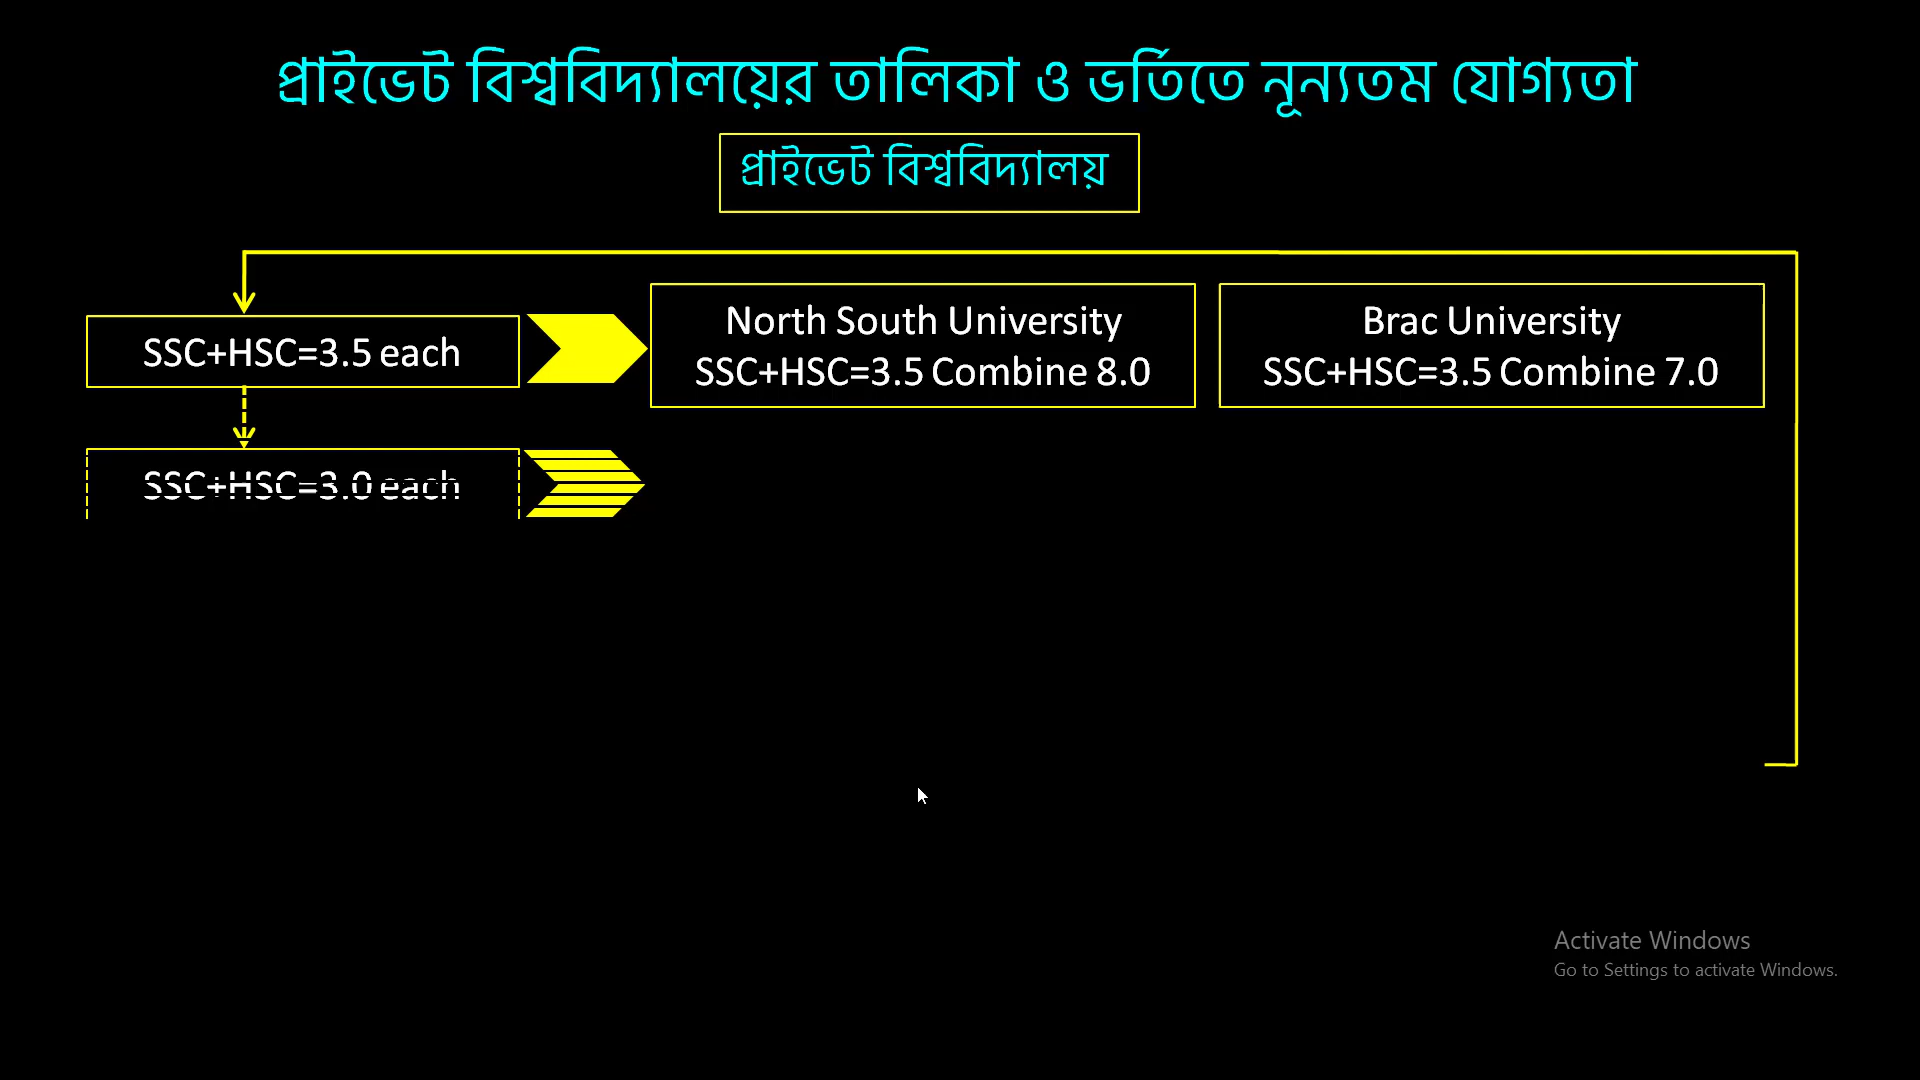 প্রাইভেট বিশ্ববিদ্যালয়ের তালিকা ও ভর্তিতে নূন্যতম যোগ্যতা
প্রাইভেট বিশ্ববিদ্যালয়
SSC+HSC=3.5 each
North South University
SSC+HSC=3.5 Combine 8.0
Brac University
SSC+HSC=3.5 Combine 7.0
SSC+HSC=3.0 each
Activate Windows
Go to Settings to activate Windows.